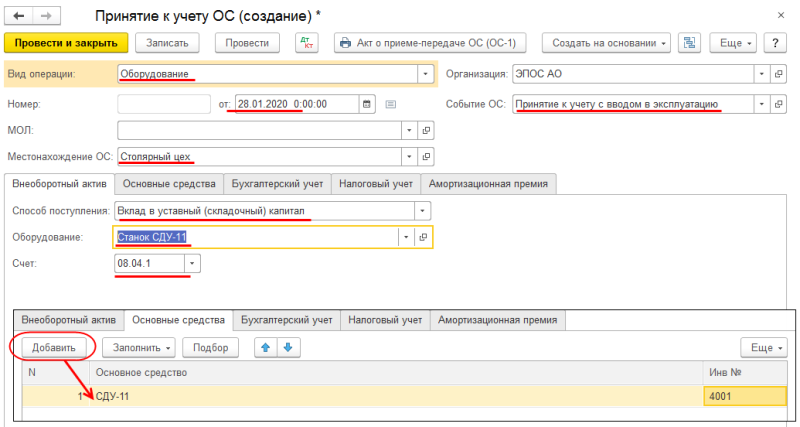 Принятие к учету ОС (создание) *
Провести и закрыть Записать Провести Дт Кт Акт о приеме-передаче ОС (ОС-1) Создать на основании Еще ?
Вид операции: Оборудование Организация: ЭПОС АО
Номер: от: 28.01.2020 0:00:00 Событие ОС: Принятие к учету с вводом в эксплуатацию
МОЛ:
Местонахождение ОС: Столярный цех
Внеоборотный актив Основные средства Бухгалтерский учет Налоговый учет Амортизационная премия
Способ поступления: Вклад в уставный (складочный) капитал
Оборудование: Станок СДУ-11
Счет: 08.04.1
Внеоборотный актив Основные средства Бухгалтерский учет Налоговый учет Амортизационная премия
Добавить Заполнить Подбор Еще
N Основное средство Инв №
1 СДУ-11 4001